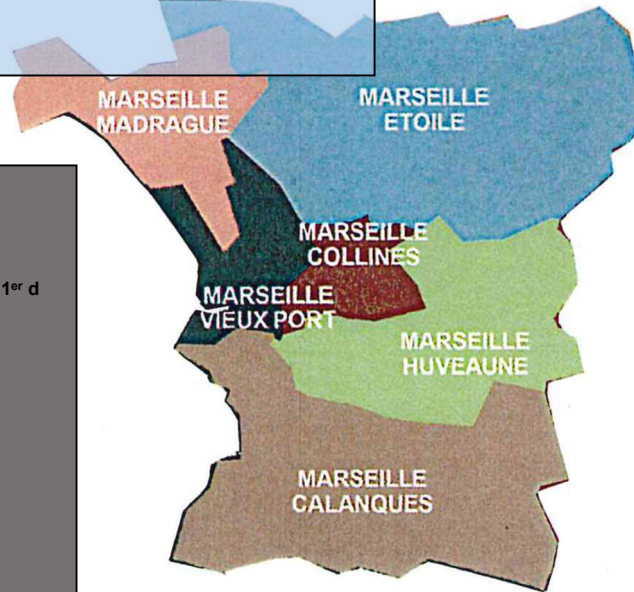 MARSEILLE
MADRAGUE
MARSEILLE
ETOILE
MARSEILLE
COLLINES
1er d
MARSEILLE
VIEUX PORT
MARSEILLE
HUVEAUNE
MARSEILLE
CALANQUES